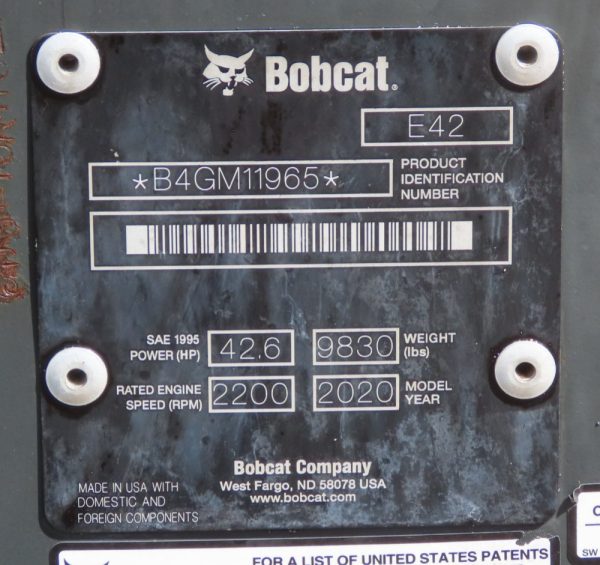 Bobcat.
E42
*B4GM11965*
PRODUCT
IDENTIFICATION
NUMBER
SAE 1995
POWER (HP)
42.6
9830
WEIGHT
(lbs)
RATED ENGINE
SPEED (RPM)
2200
2020
MODEL
YEAR
Bobcat Company
West Fargo, ND 58078 USA
www.bobcat.com
MADE IN USA WITH
DOMESTIC AND
FOREIGN COMPONENTS
FOR A LIST OF UNITED STATES PATENTS
SW